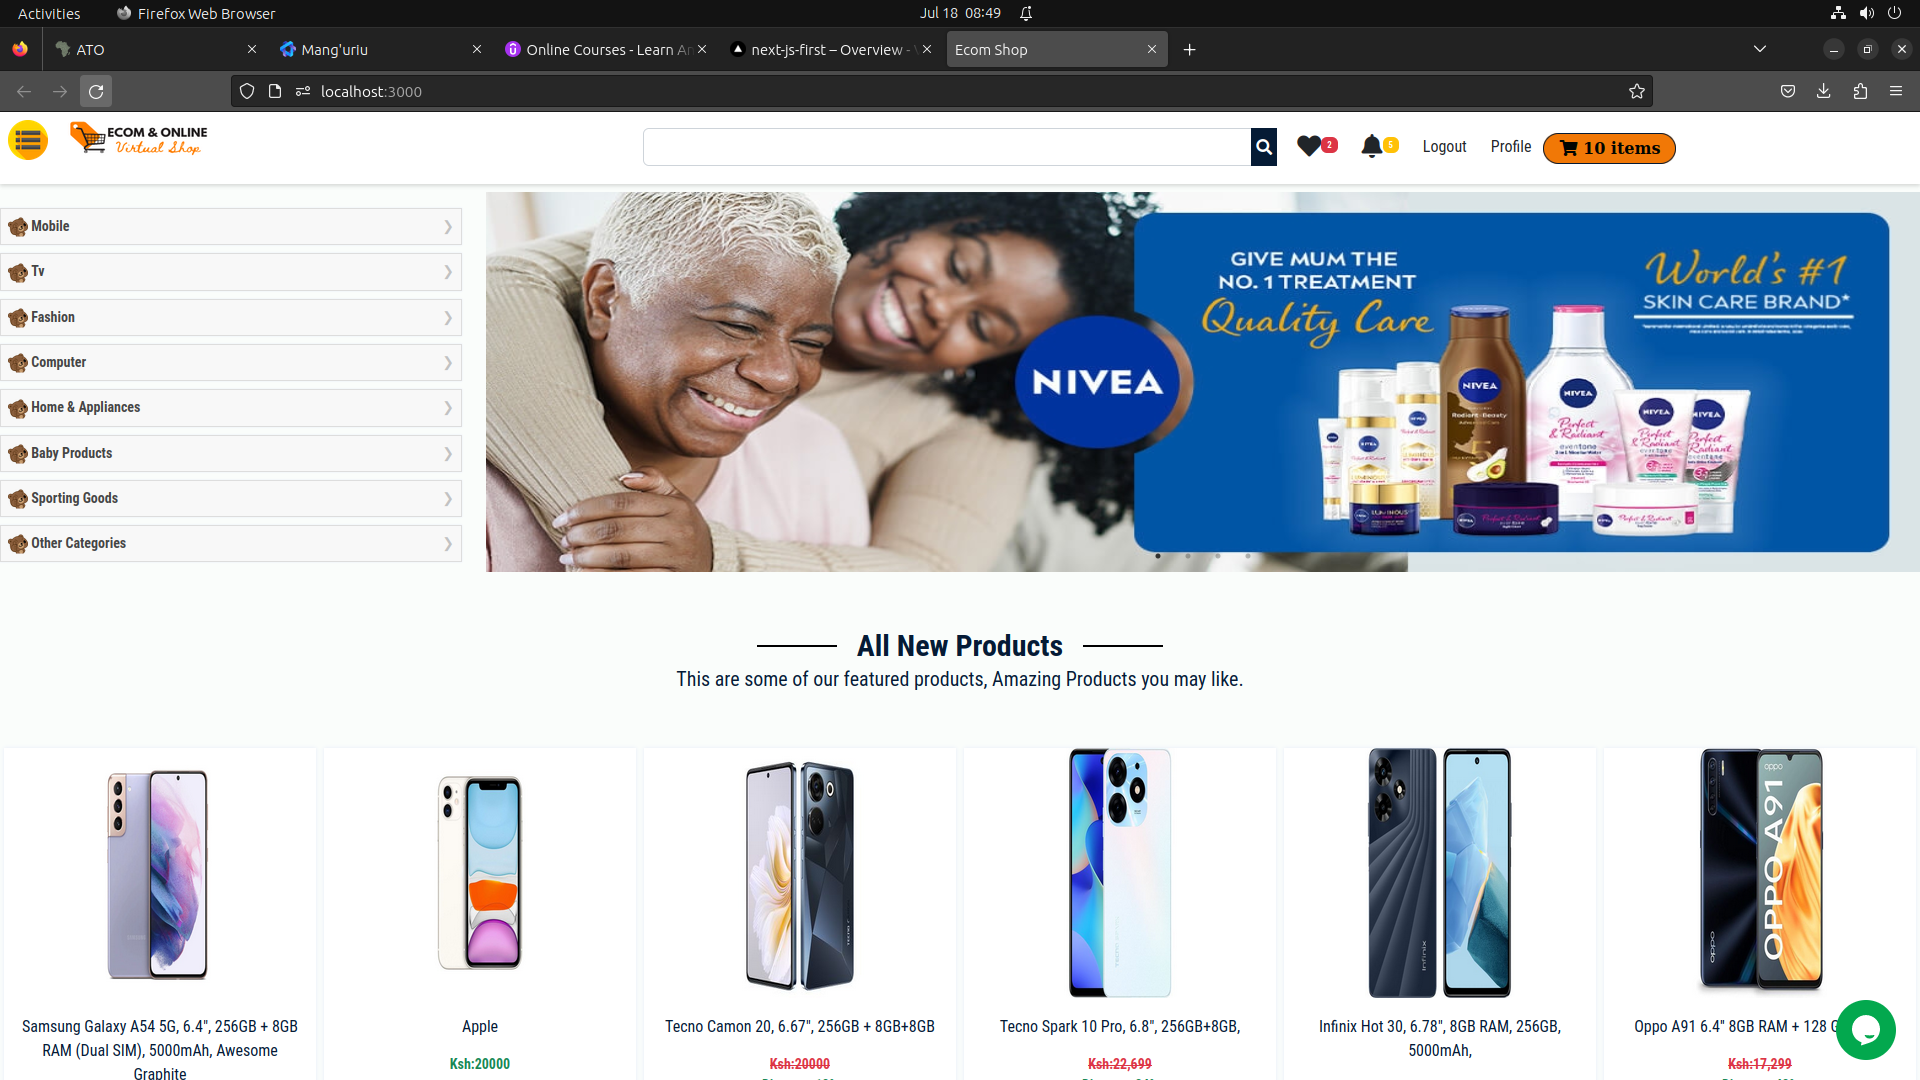 Activities
Firefox Web Browser
Jul 18 08:49
ATO
Mang'uriu
Online Courses - Learn An
next-js-first – Overview -
Ecom Shop
localhost:3000
ECOM & ONLINE
Virtual Shop
2
5
Logout
Profile
10 items
Mobile
Tv
Fashion
Computer
Home & Appliances
Baby Products
Sporting Goods
Other Categories
GIVE MUM THE
NO. 1 TREATMENT
Quality Care
World's #1
SKIN CARE BRAND*
NIVEA
All New Products
This are some of our featured products, Amazing Products you may like.
OPPO A91
Samsung Galaxy A54 5G, 6.4", 256GB + 8GB
RAM (Dual SIM), 5000mAh, Awesome
Graphite
Apple
Ksh:20000
Tecno Camon 20, 6.67", 256GB + 8GB+8GB
Ksh:20000
Tecno Spark 10 Pro, 6.8", 256GB+8GB,
Ksh:22,699
Infinix Hot 30, 6.78", 8GB RAM, 256GB,
5000mAh,
Oppo A91 6.4" 8GB RAM + 128 G
Ksh:17,299